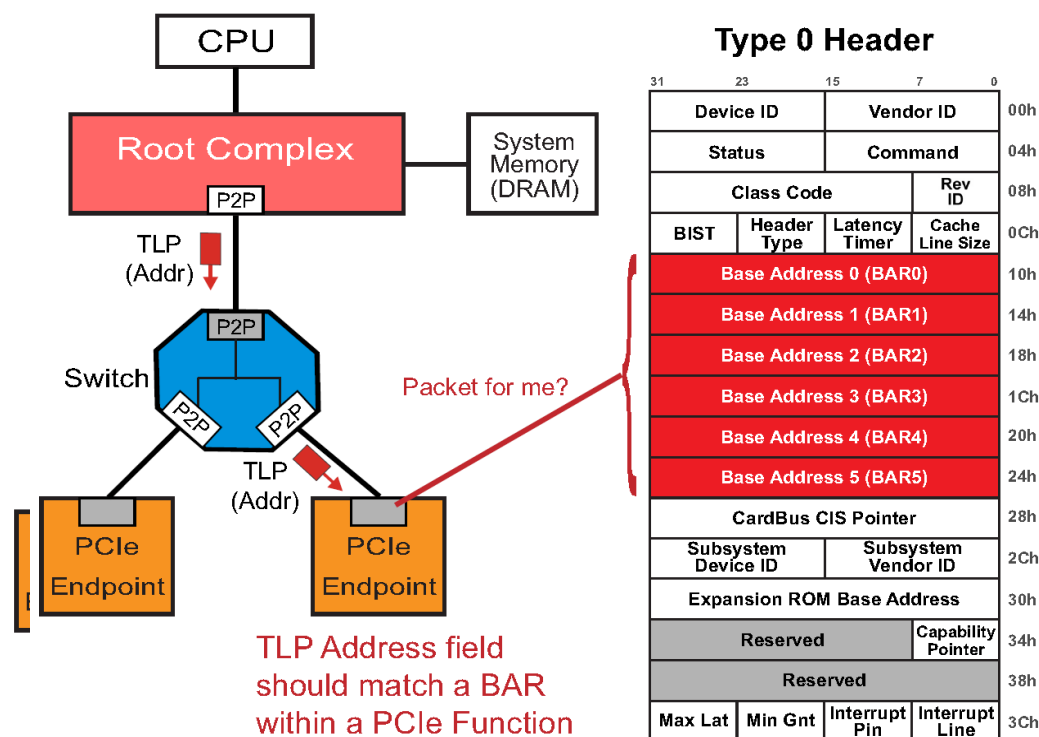 CPU
Root Complex
P2P
System
Memory
(DRAM)
TLP
(Addr)
P2P
Switch
P2P
P2P
TLP
(Addr)
Packet for me?
PCIe
Endpoint
PCIe
Endpoint
E
TLP Address field
should match a BAR
within a PCIe Function
Type 0 Header
31 23 15 7 0
Device ID Vendor ID 00h
Status Command 04h
Class Code Rev ID 08h
BIST Header Type Latency Timer Cache Line Size 0Ch
Base Address 0 (BAR0) 10h
Base Address 1 (BAR1) 14h
Base Address 2 (BAR2) 18h
Base Address 3 (BAR3) 1Ch
Base Address 4 (BAR4) 20h
Base Address 5 (BAR5) 24h
CardBus CIS Pointer 28h
Subsystem Device ID Subsystem Vendor ID 2Ch
Expansion ROM Base Address 30h
Reserved Capability Pointer 34h
Reserved 38h
Max Lat Min Gnt Interrupt Pin Interrupt Line 3Ch